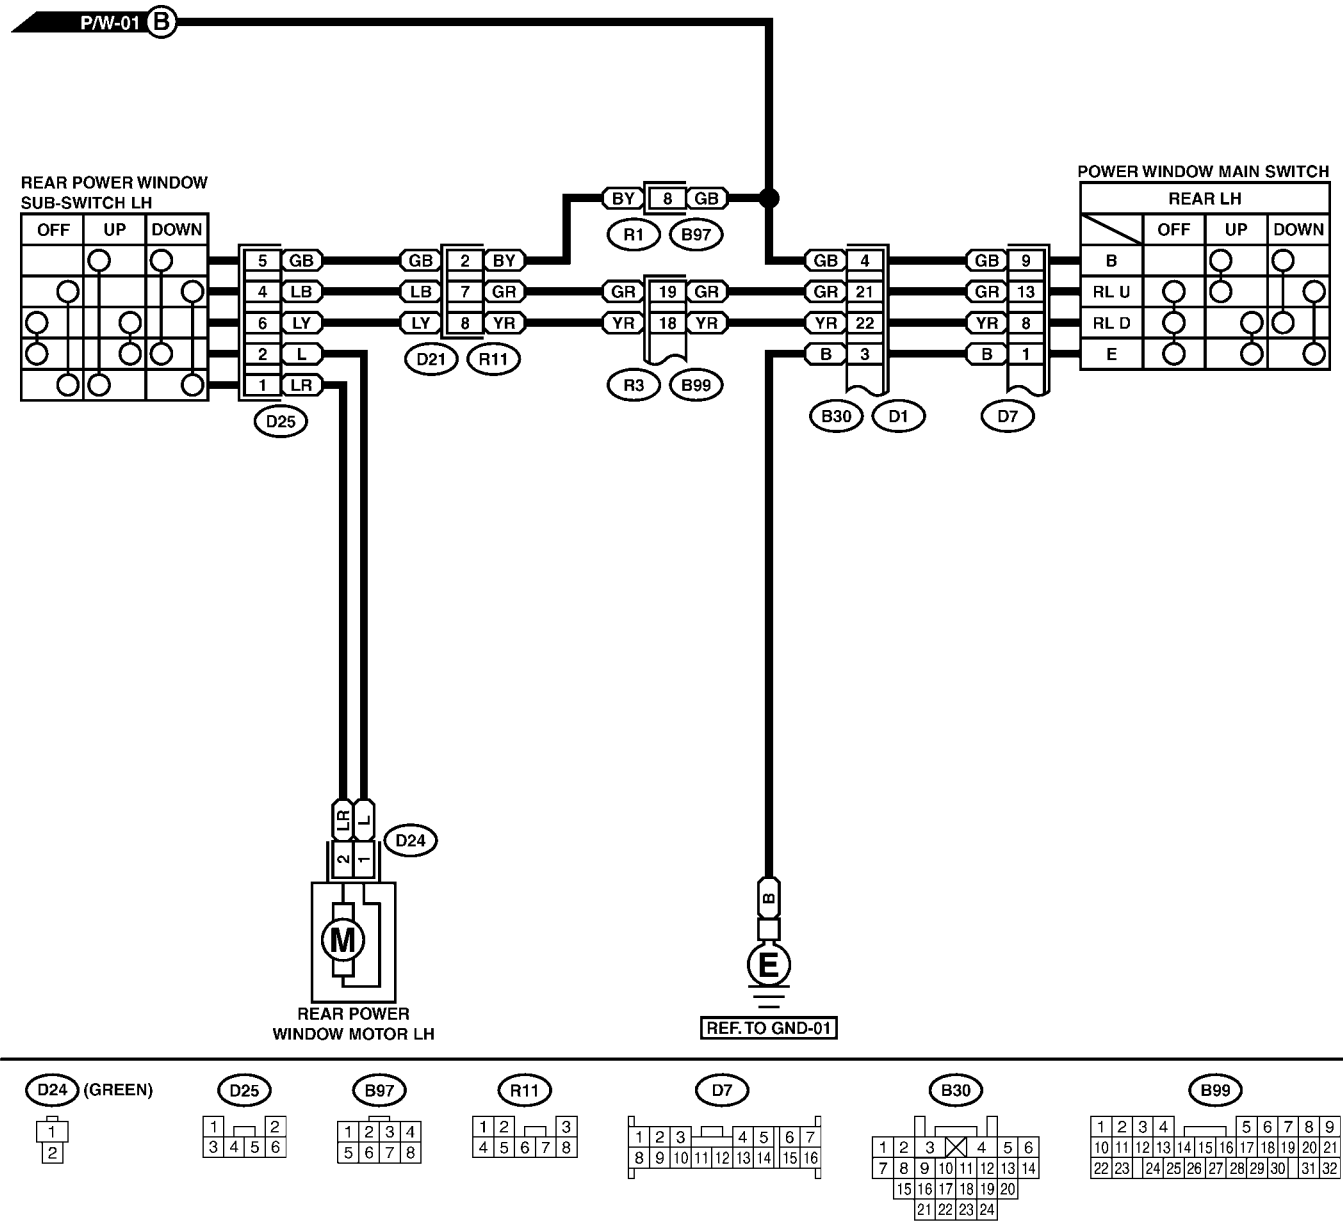 P/W-01 B
REAR POWER WINDOW
SUB-SWITCH LH
OFF UP DOWN
POWER WINDOW MAIN SWITCH
REAR LH
OFF UP DOWN
BY 8 GB
R1 B97
5 GB GB 2 BY GB 4 GB 9 B
4 LB LB 7 GR GR 19 GR GR 21 GR 13 RL U
6 LY LY 8 YR YR 18 YR YR 22 YR 8 RL D
2 L B 3 B 1 E
D21 R11
1 LR
R3 B99
D25
B30 D1 D7
LR L
2 1
D24
M
REAR POWER
WINDOW MOTOR LH
B
E
REF. TO GND-01
D24 (GREEN)
1
2
D25
1 2
3 4 5 6
B97
1 2 3 4
5 6 7 8
R11
1 2 3
4 5 6 7 8
D7
1 2 3 4 5 6 7
8 9 10 11 12 13 14 15 16
B30
1 2 3 4 5 6
7 8 9 10 11 12 13 14
15 16 17 18 19 20
21 22 23 24
B99
1 2 3 4 5 6 7 8 9
10 11 12 13 14 15 16 17 18 19 20 21
22 23 24 25 26 27 28 29 30 31 32